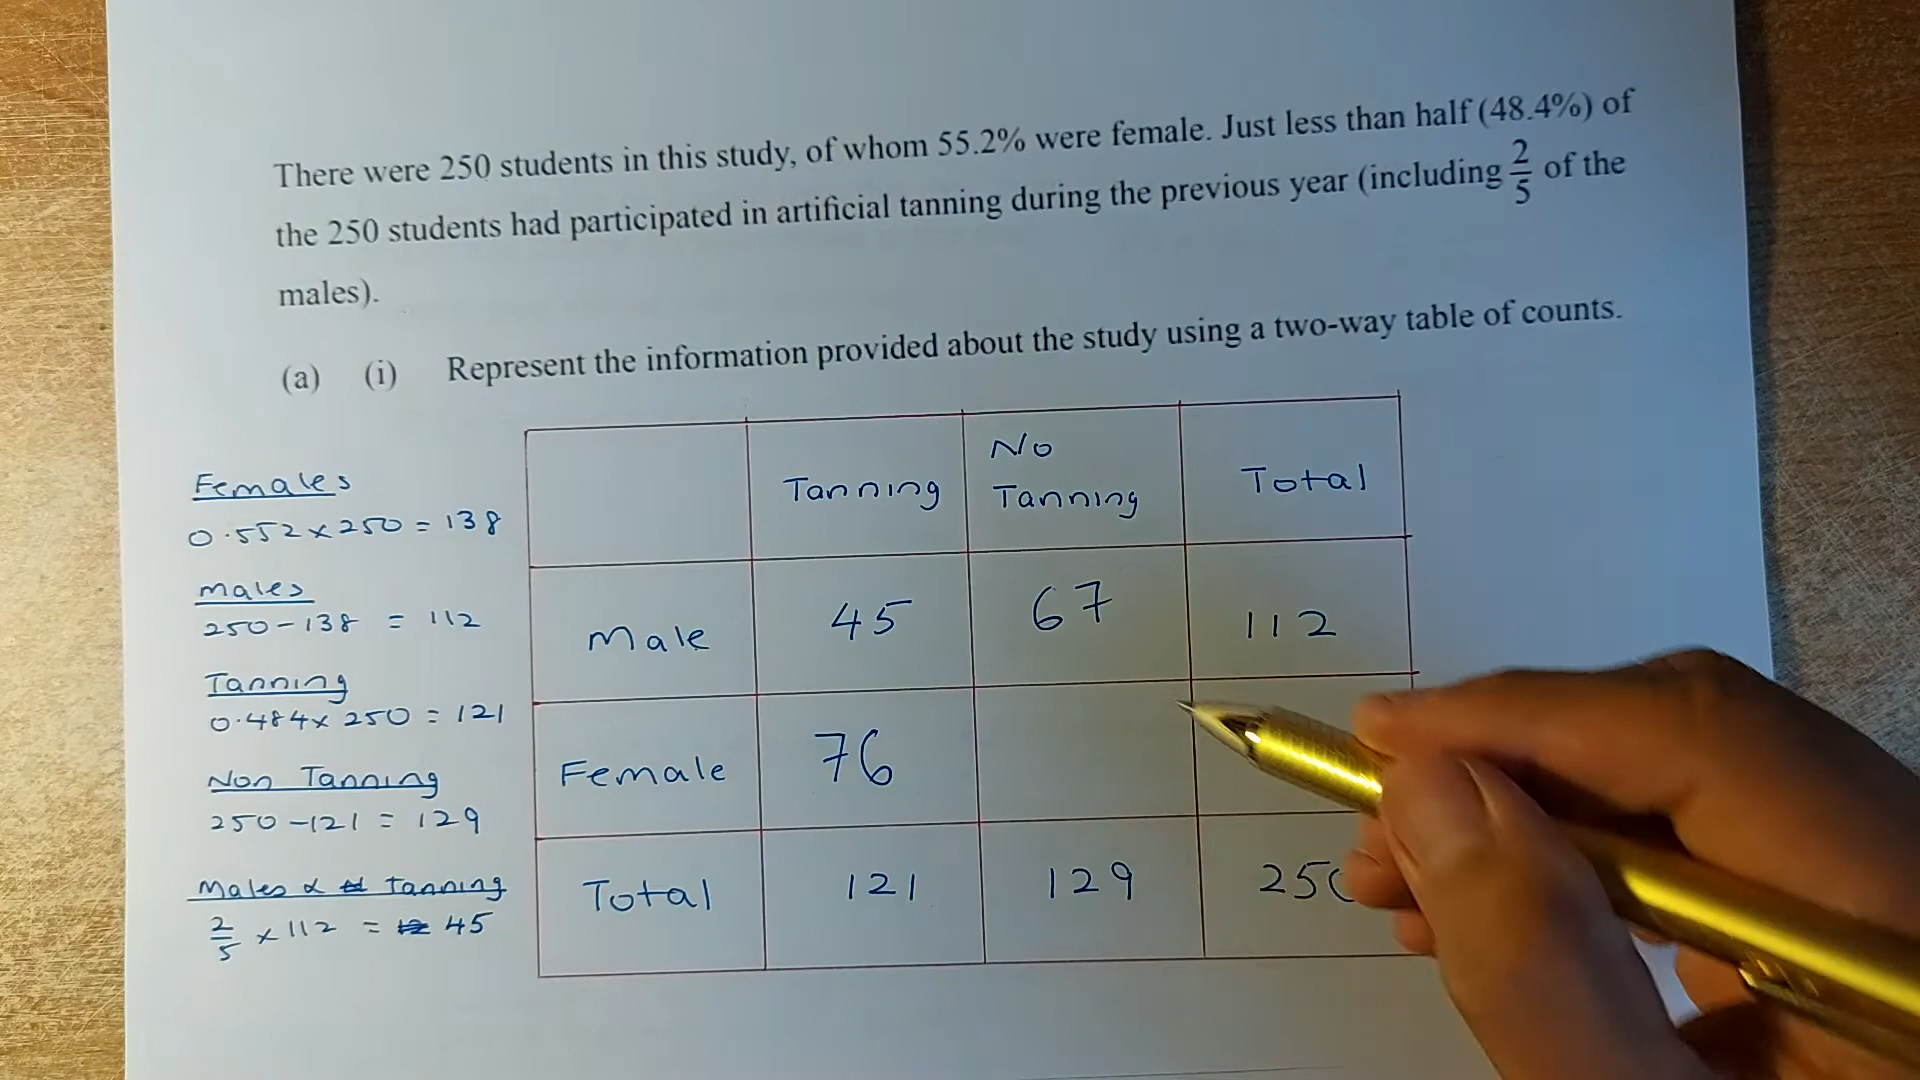 There were 250 students in this study, of whom 55.2% were female. Just less than half (48.4%) of
the 250 students had participated in artificial tanning during the previous year (including 2/5 of the
males).
(a) (i) Represent the information provided about the study using a two-way table of counts.
Females
0.552 x 250 = 138
males
250 - 138 = 112
Tanning
0.484 x 250 = 121
Non Tanning
250 - 121 = 129
Males & Tanning
2/5 x 112 = 45
Tanning No Tanning Total
Male 45 67 112
Female 76
Total 121 129 250